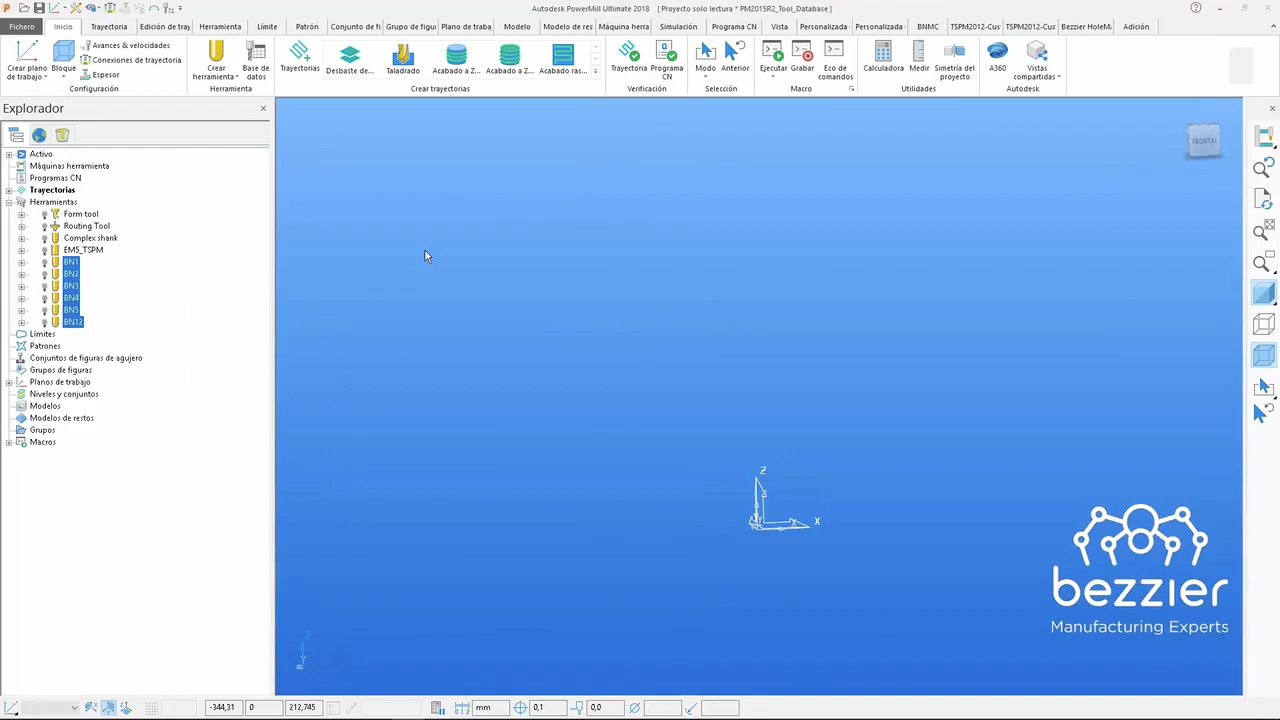 Autodesk PowerMill Ultimate 2018 [ Proyecto solo lectura * PM2015R2_Tool_Database ]
Fichero Inicio Trayectoria Edición de tray Herramienta Límite Patrón Conjunto de fi Grupo de figur Plano de traba Modelo Modelo de res Máquina herra Simulación Programa CN Vista Personalizada Personalizada BNMC TSPM2012-Cus TSPM2012-Cus Bezzier HoleM Adición
Crear plano de trabajo
Bloque
Avances & velocidades
Conexiones de trayectoria
Espesor
Crear herramienta
Base de datos
Trayectorias
Desbaste de...
Taladrado
Acabado a Z...
Acabado a Z...
Acabado ras...
Trayectoria
Programa CN
Modo
Anterior
Ejecutar
Grabar
Eco de comandos
Calculadora
Medir
Simetría del proyecto
A360
Vistas compartidas
Configuración Herramienta Crear trayectorias Verificación Selección Macro Utilidades Autodesk
Explorador
Activo
Máquinas herramienta
Programas CN
Trayectorias
Herramientas
Form tool
Routing Tool
Complex shank
EM5_TSPM
BN1
BN2
BN3
BN4
BN5
BN12
Límites
Patrones
Conjuntos de figuras de agujero
Grupos de figuras
Planos de trabajo
Niveles y conjuntos
Modelos
Modelos de restos
Grupos
Macros
FRONTAL
Z
X
Z
Y
bezzier
Manufacturing Experts
-344,31 0 212,745 mm 0,1 0,0